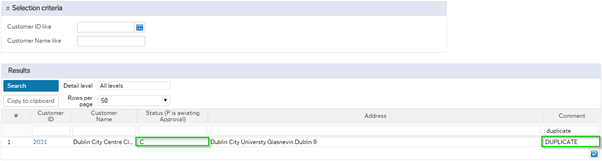 Selection criteria
Customer ID like
Customer Name like
Results
Search Detail level All levels
Copy to clipboard Rows per page 50
# Customer ID Customer Name Status (P is awiating Approval) Address Comment
duplicate
1 2031 Dublin City Centre Cl... C Dublin City Universty Glasnevin Dublin 9 DUPLICATE